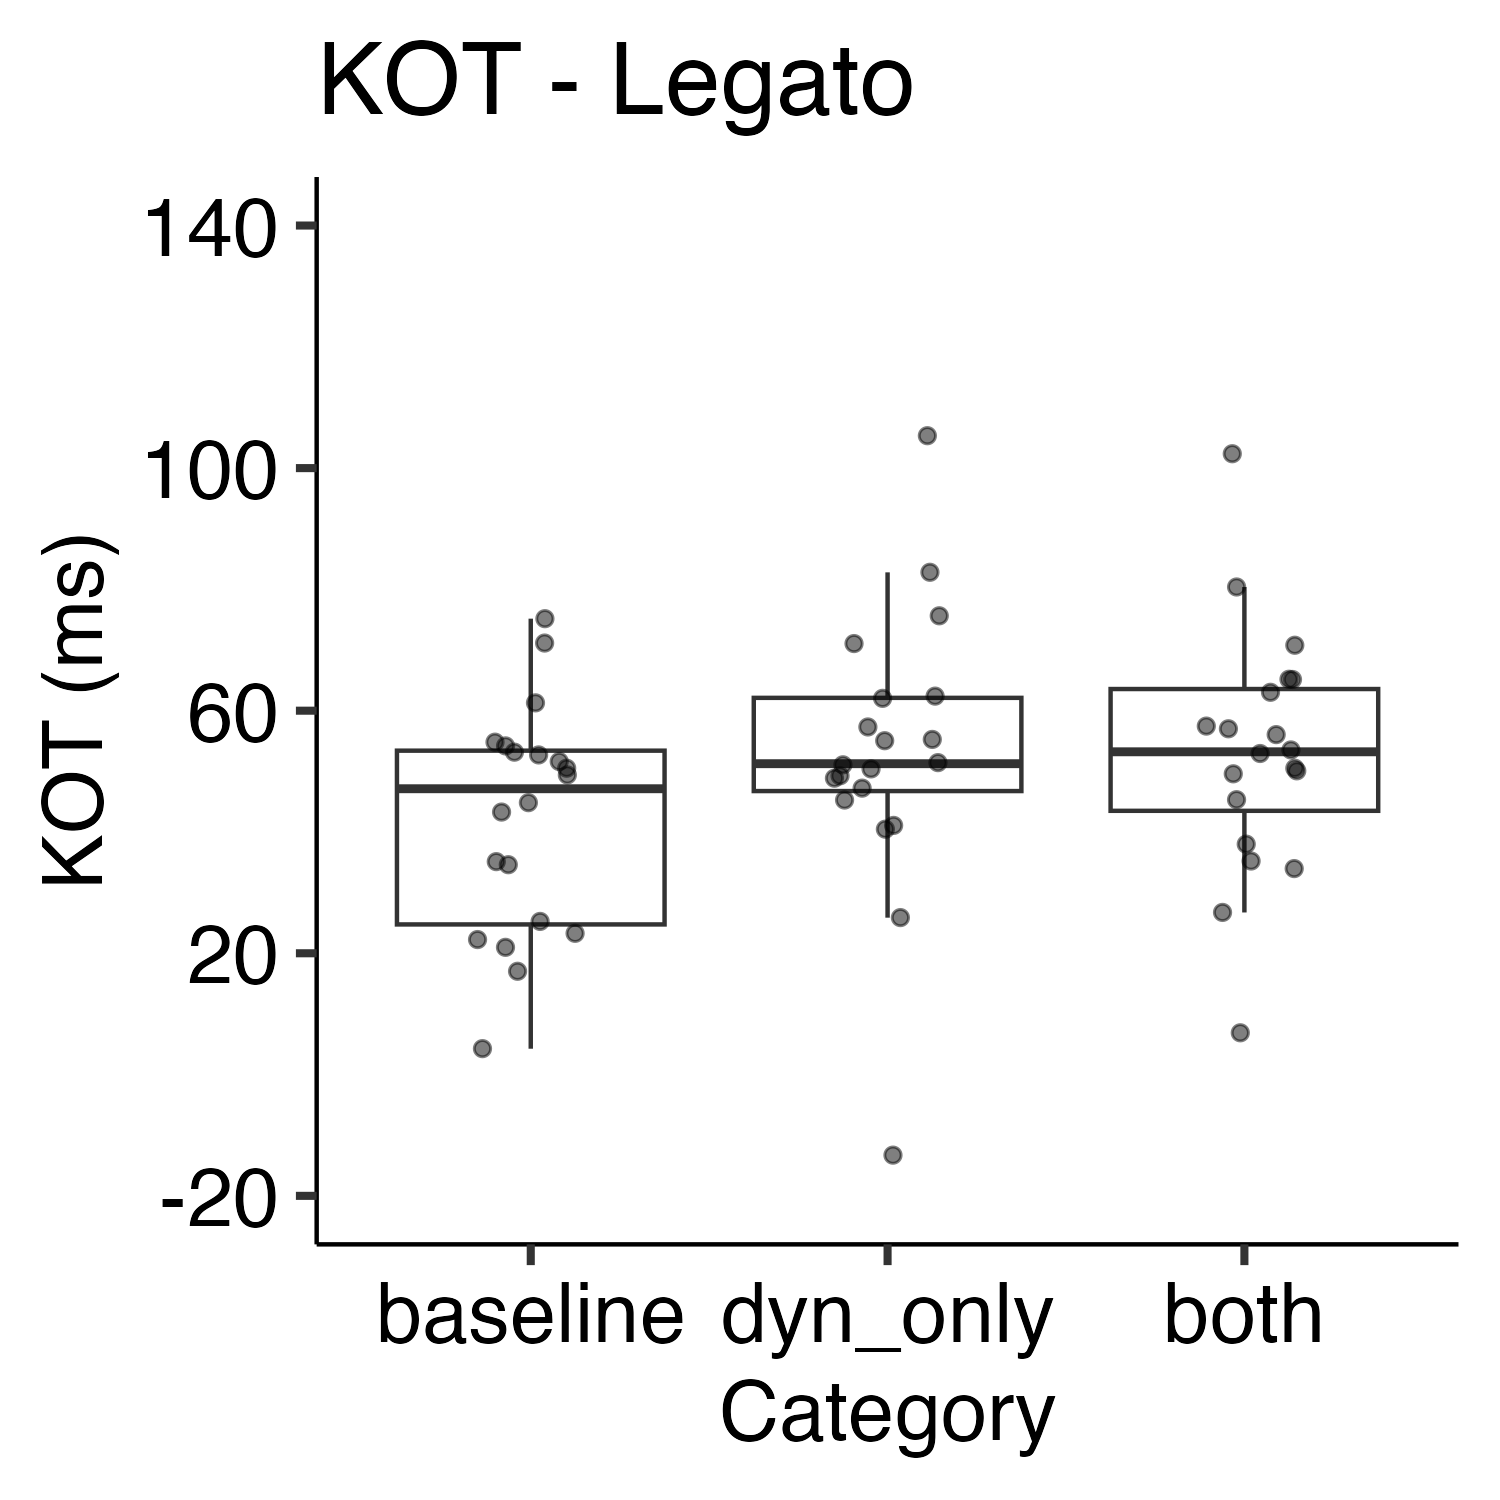 KOT - Legato
140
100
60
20
-20
KOT (ms)
baseline dyn_only both
Category